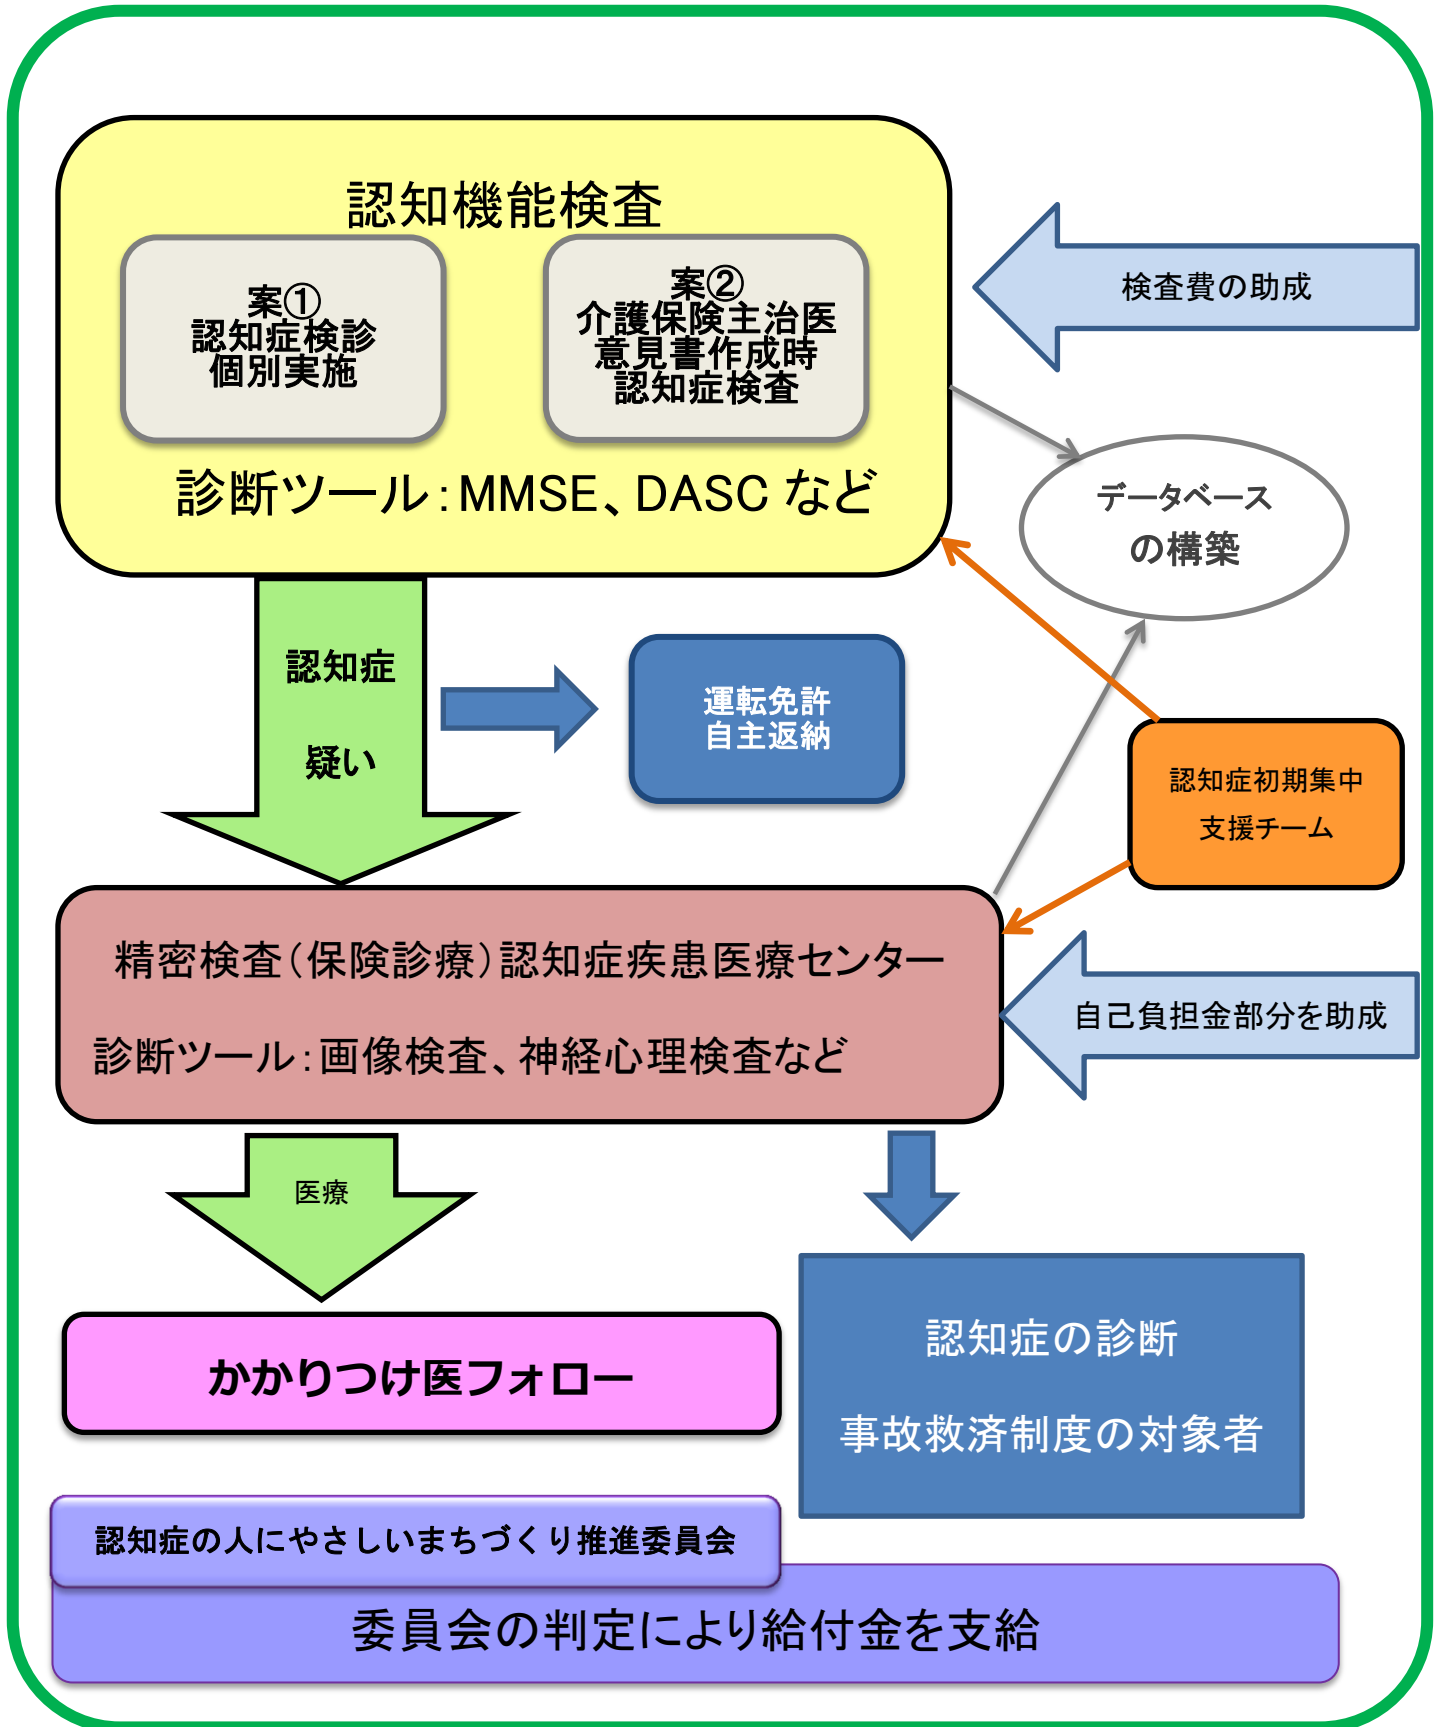 認知機能検査
案①
認知症検診
個別実施
案②
介護保険主治医
意見書作成時
認知症検査
診断ツール：MMSE、DASC など
検査費の助成
データベース
の構築
認知症
疑い
運転免許
自主返納
認知症初期集中
支援チーム
精密検査（保険診療）認知症疾患医療センター
診断ツール：画像検査、神経心理検査など
自己負担金部分を助成
医療
かかりつけ医フォロー
認知症の診断
事故救済制度の対象者
認知症の人にやさしいまちづくり推進委員会
委員会の判定により給付金を支給